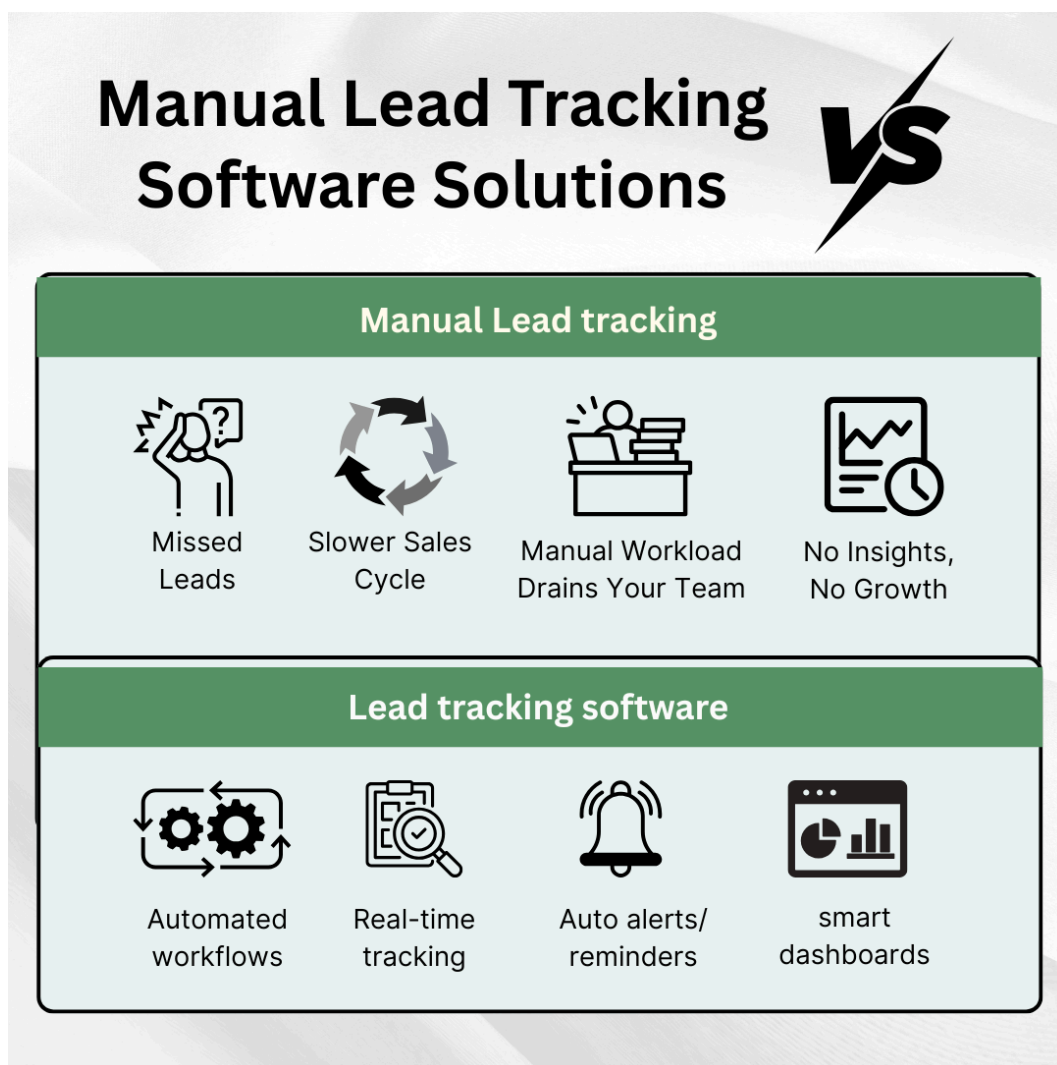 Manual Lead Tracking
VS
Software Solutions
Manual Lead tracking
?
Missed
Leads
Slower Sales
Cycle
Manual Workload
Drains Your Team
No Insights,
No Growth
Lead tracking software
Automated
workflows
Real-time
tracking
Auto alerts/
reminders
smart
dashboards